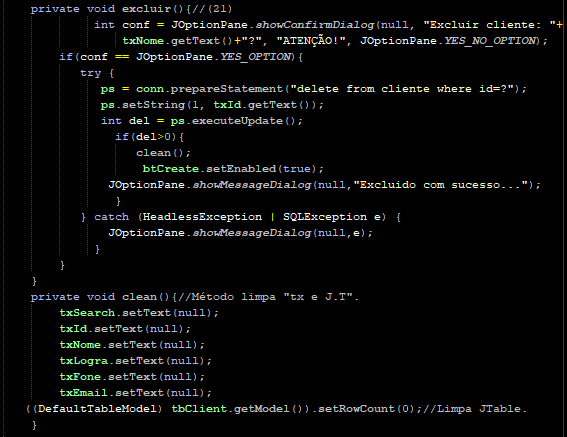 private void excluir(){//(21)
int conf = JOptionPane.showConfirmDialog(null, "Excluir cliente: "+
txNome.getText()+"?", "ATENÇÃO!", JOptionPane.YES_NO_OPTION);
if(conf == JOptionPane.YES_OPTION){
try {
ps = conn.prepareStatement("delete from cliente where id=?");
ps.setString(1, txId.getText());
int del = ps.executeUpdate();
if(del>0){
clean();
btCreate.setEnabled(true);
JOptionPane.showMessageDialog(null,"Excluido com sucesso...");
}
} catch (HeadlessException | SQLException e) {
JOptionPane.showMessageDialog(null,e);
}
}
}
private void clean(){//Método limpa "tx e J.T".
txSearch.setText(null);
txId.setText(null);
txNome.setText(null);
txLogra.setText(null);
txFone.setText(null);
txEmail.setText(null);
((DefaultTableModel) tbClient.getModel()).setRowCount(0);//Limpa JTable.
}